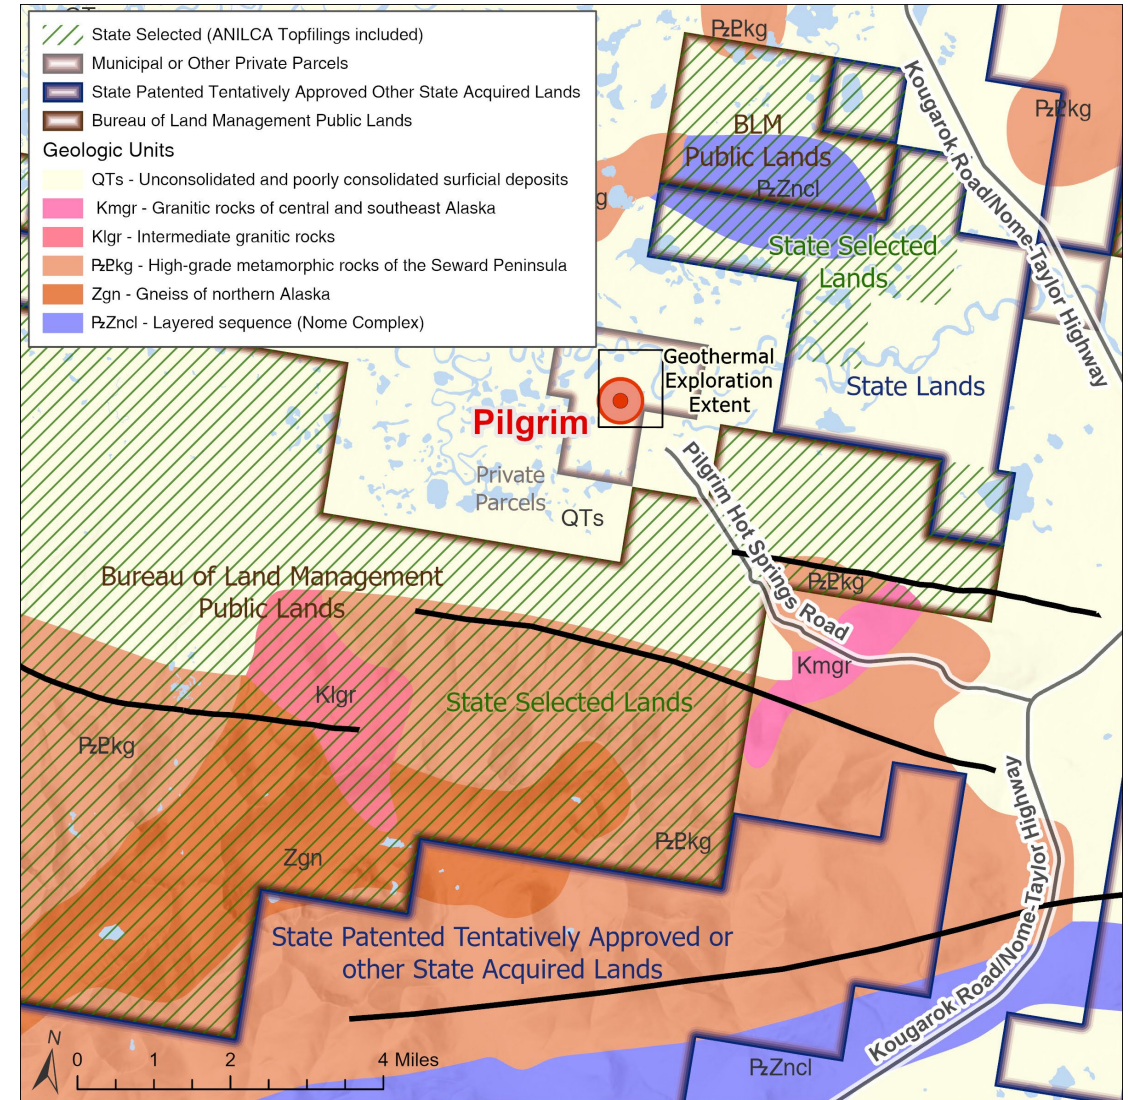 QTs
State Selected (ANILCA Topfilings included)
Municipal or Other Private Parcels
State Patented Tentatively Approved Other State Acquired Lands
Bureau of Land Management Public Lands
Geologic Units
QTs - Unconsolidated and poorly consolidated surficial deposits
Kmgr - Granitic rocks of central and southeast Alaska
Klgr - Intermediate granitic rocks
PzPkg - High-grade metamorphic rocks of the Seward Peninsula
Zgn - Gneiss of northern Alaska
PzZncl - Layered sequence (Nome Complex)
PzPkg
PzPkg
BLM
Public Lands
PzZncl
g
State Selected
Lands
Kougarok Road/Nome-Taylor Highway
State Lands
Geothermal
Exploration
Extent
Pilgrim
Private
Parcels
QTs
Pilgrim Hot Springs Road
Bureau of Land Management
Public Lands
PzPkg
Kmgr
Klgr
State Selected Lands
PzPkg
PzPkg
Zgn
Kougarok Road/Nome-Taylor Highway
State Patented Tentatively Approved or
other State Acquired Lands
PzZncl
N
0 1 2 4 Miles